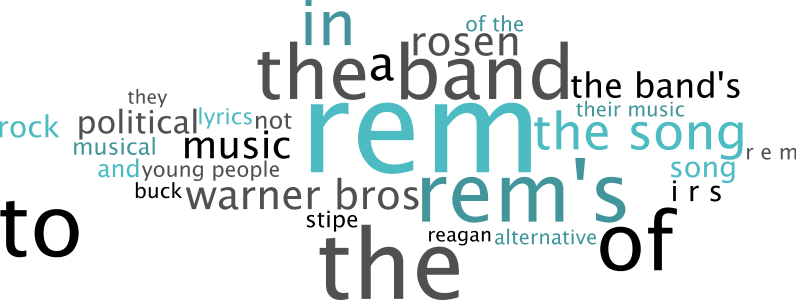 in
of the
rosen
the
a
band
the band's
they
rem
their music
rock
political
lyrics
not
the song
musical
music
r e m
and
young people
song
buck
warner bros
rem's
i r s
to
stipe
the
reagan
alternative
of